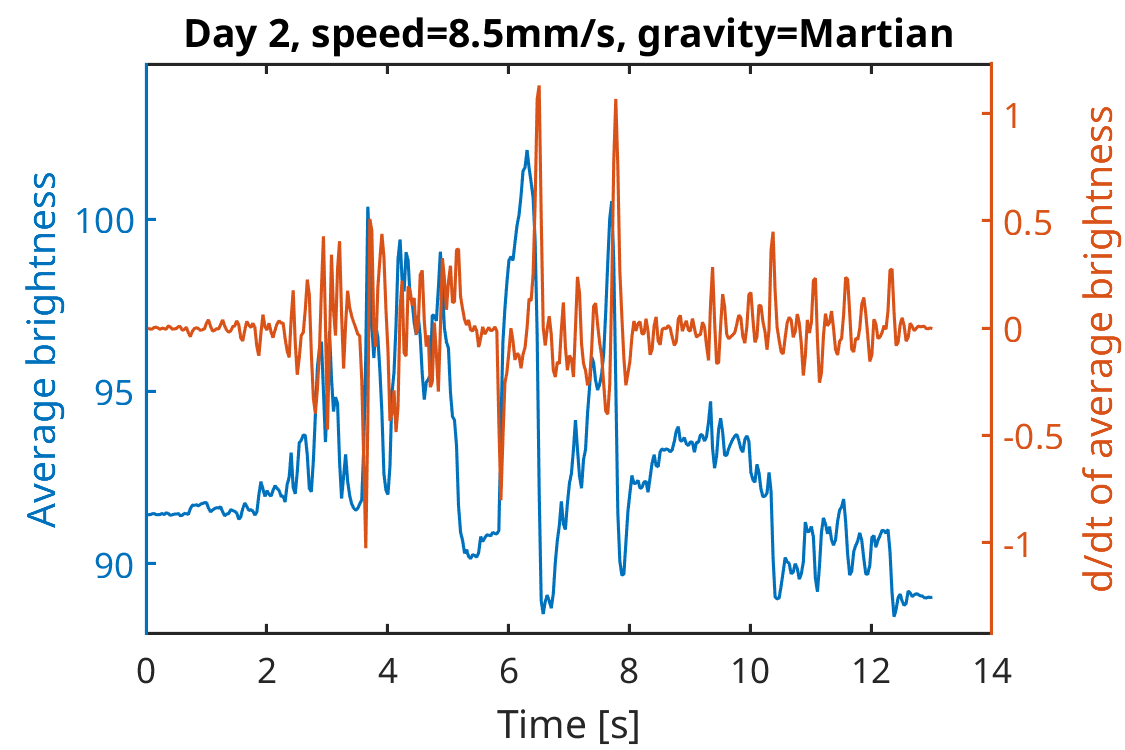 Day 2, speed=8.5mm/s, gravity=Martian
Average brightness
100
95
90
1
0.5
0
-0.5
-1
d/dt of average brightness
0 2 4 6 8 10 12 14
Time [s]